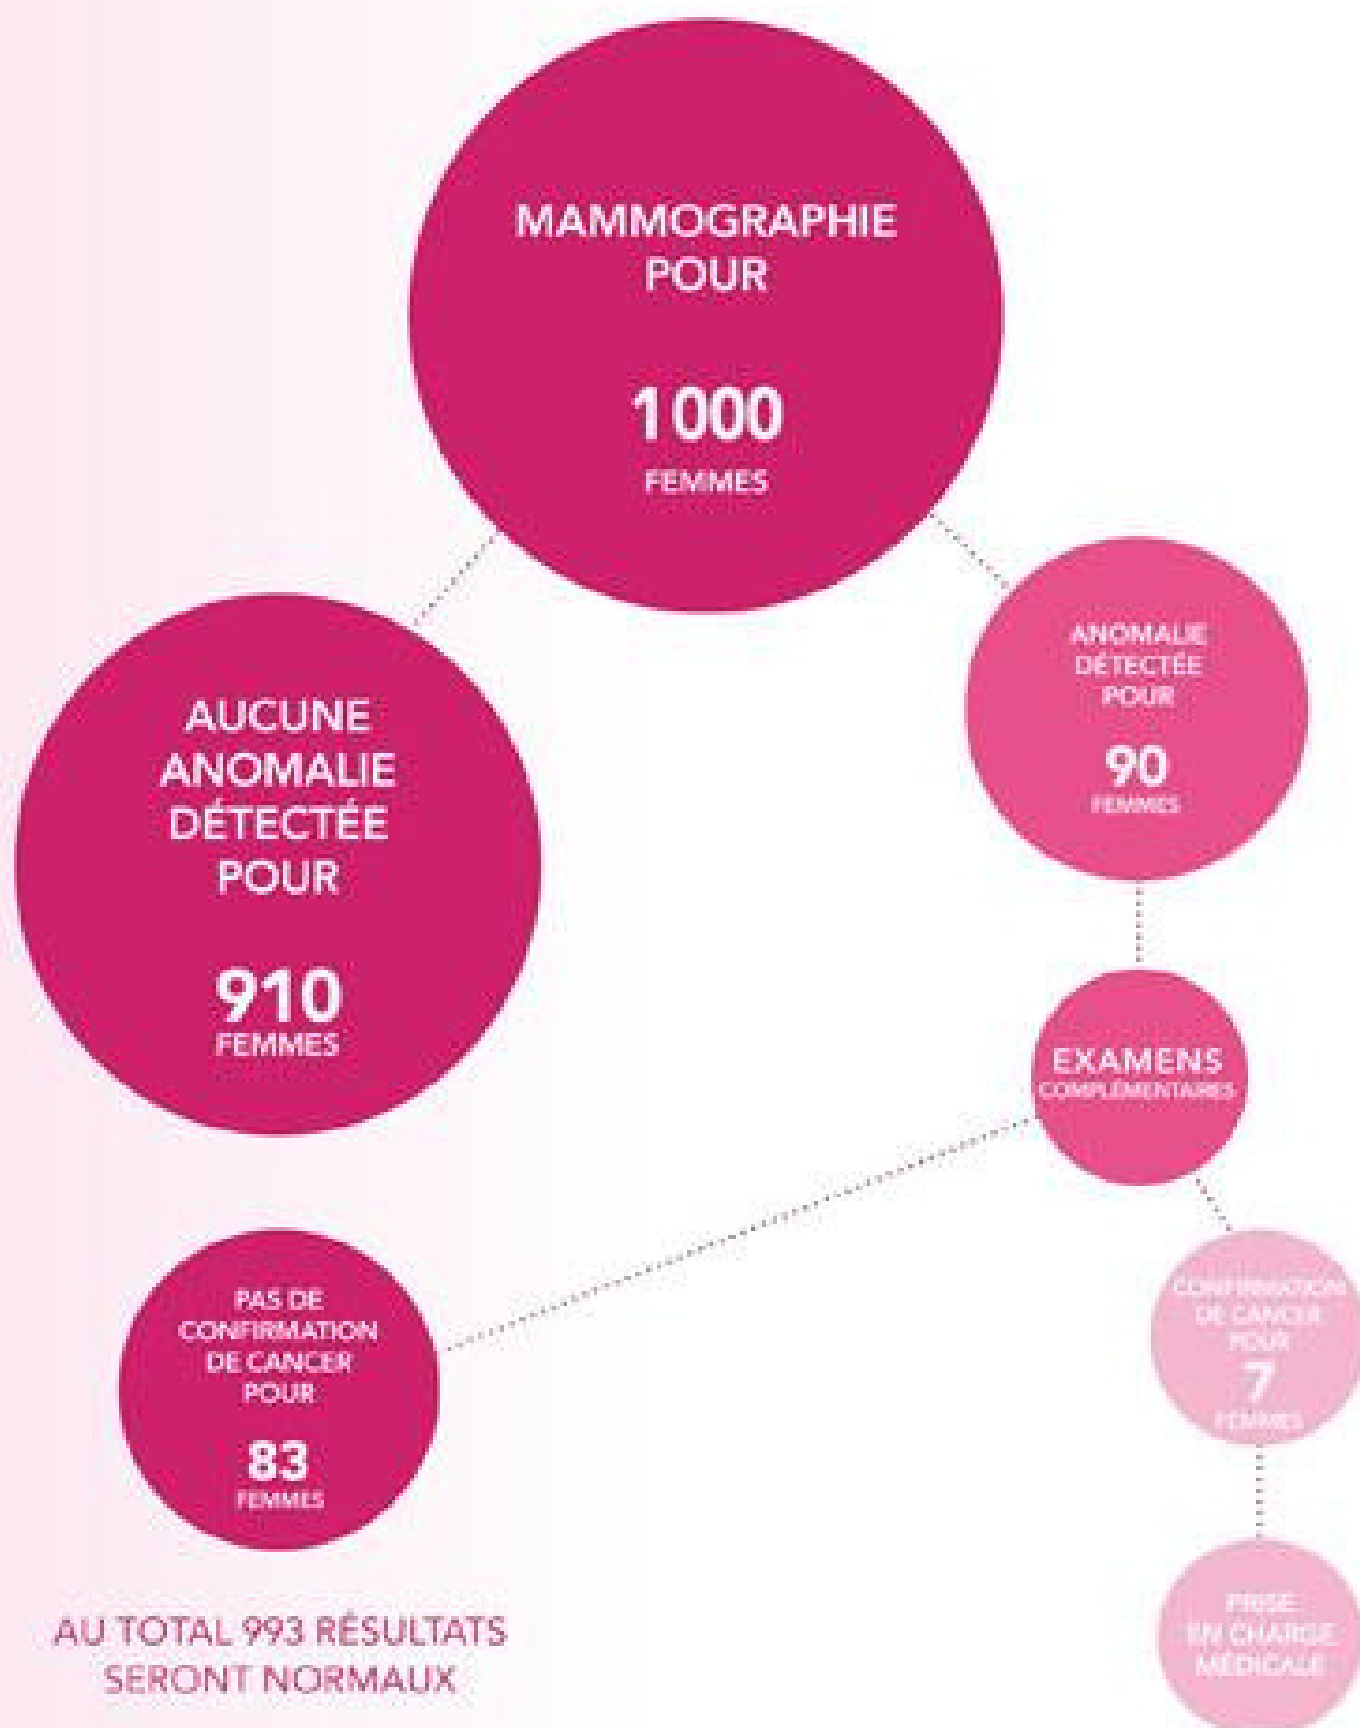 MAMMOGRAPHIE
POUR
1000
FEMMES
AUCUNE
ANOMALIE
DÉTECTÉE
POUR
910
FEMMES
ANOMALIE
DÉTECTÉE
POUR
90
FEMMES
EXAMENS
COMPLÉMENTAIRES
PAS DE
CONFIRMATION
DE CANCER
POUR
83
FEMMES
CONFIRMATION
DE CANCER
POUR
7
FEMMES
PRISE
EN CHARGE
MÉDICALE
AU TOTAL 993 RÉSULTATS
SERONT NORMAUX